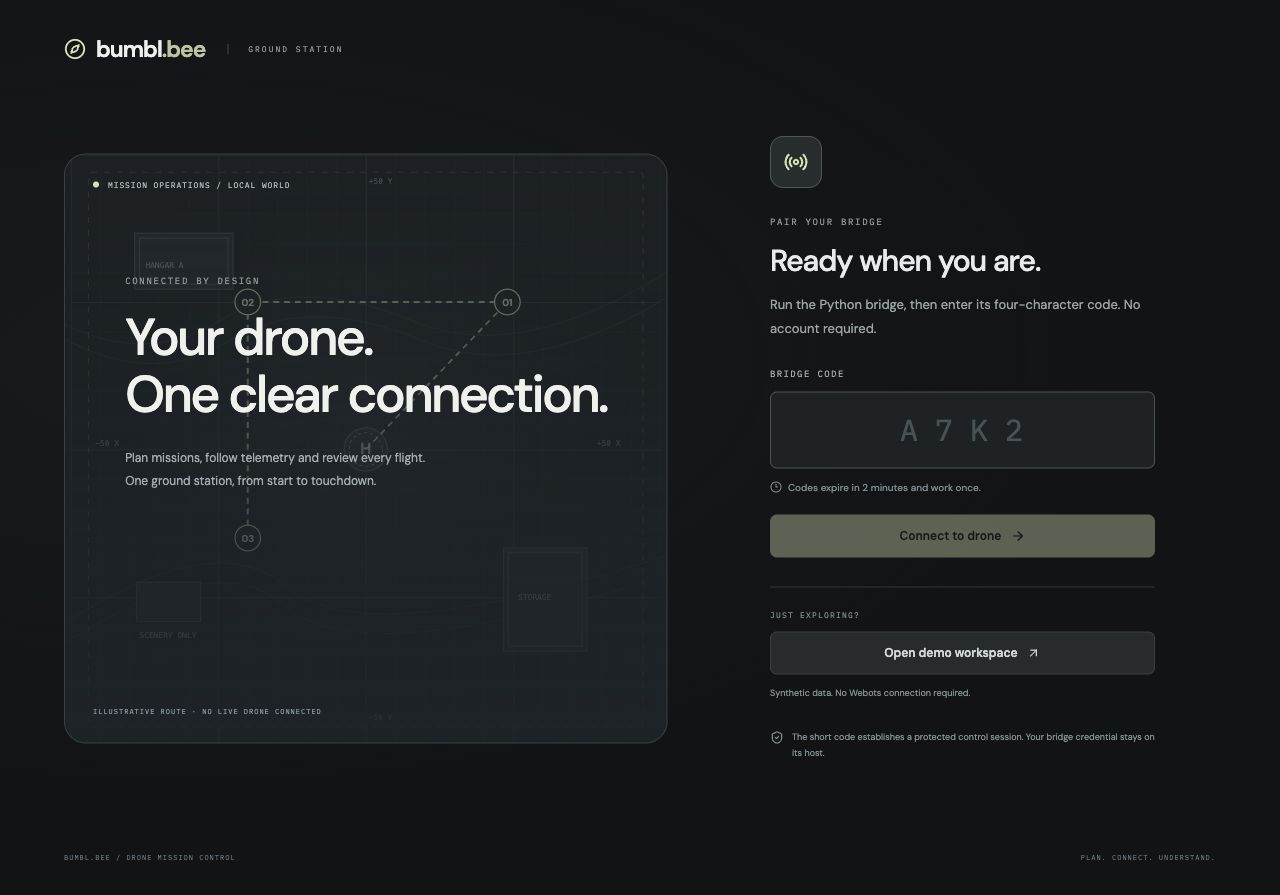 bumbl.bee
GROUND STATION
MISSION OPERATIONS / LOCAL WORLD
+50 Y
HANGAR A
CONNECTED BY DESIGN
02
01
Your drone.
One clear connection.
-50 X
H
+50 X
Plan missions, follow telemetry and review every flight.
One ground station, from start to touchdown.
03
STORAGE
SCENERY ONLY
ILLUSTRATIVE ROUTE · NO LIVE DRONE CONNECTED
-50 Y
PAIR YOUR BRIDGE
Ready when you are.
Run the Python bridge, then enter its four-character code. No
account required.
BRIDGE CODE
A7K2
Codes expire in 2 minutes and work once.
Connect to drone
JUST EXPLORING?
Open demo workspace
Synthetic data. No Webots connection required.
The short code establishes a protected control session. Your bridge credential stays on
its host.
BUMBL.BEE / DRONE MISSION CONTROL
PLAN. CONNECT. UNDERSTAND.